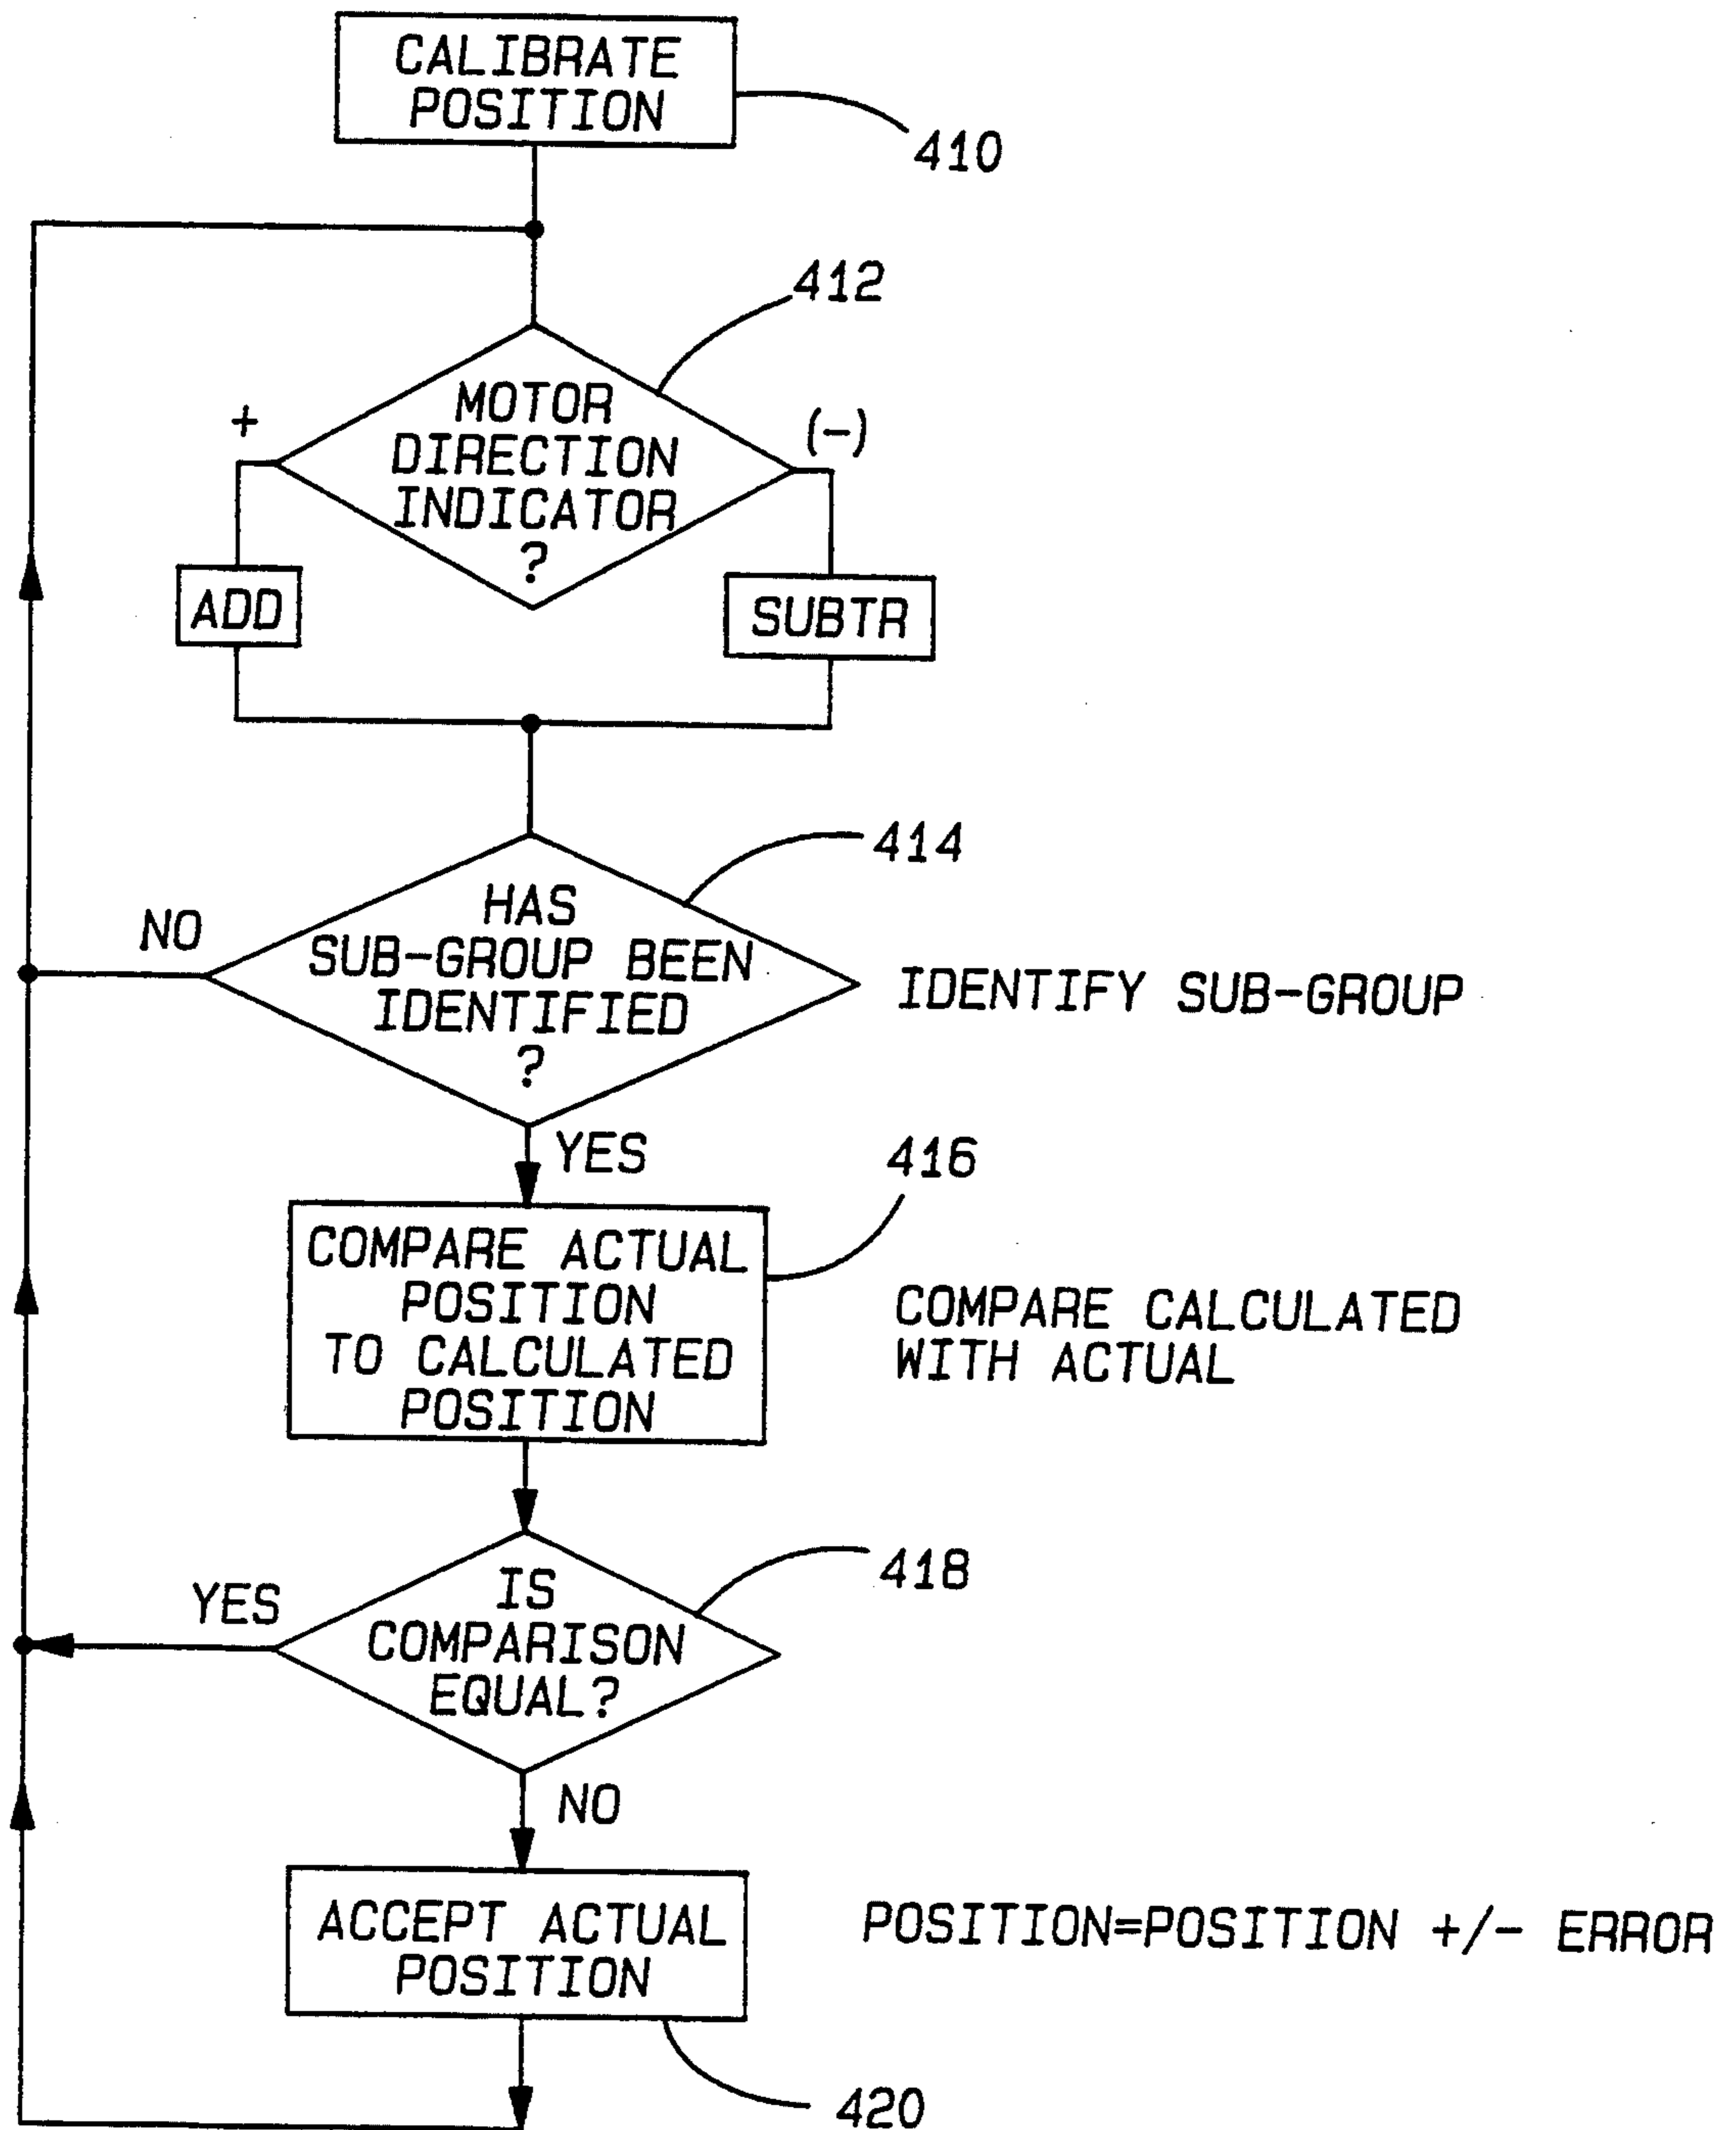 CALIBRATE
POSITION
410
412
MOTOR
DIRECTION
INDICATOR
?
+
(-)
ADD
SUBTR
414
HAS
SUB-GROUP BEEN
IDENTIFIED
?
NO
IDENTIFY SUB-GROUP
YES
416
COMPARE ACTUAL
POSITION
TO CALCULATED
POSITION
COMPARE CALCULATED
WITH ACTUAL
418
IS
COMPARISON
EQUAL?
YES
NO
ACCEPT ACTUAL
POSITION
POSITION=POSITION +/- ERROR
420